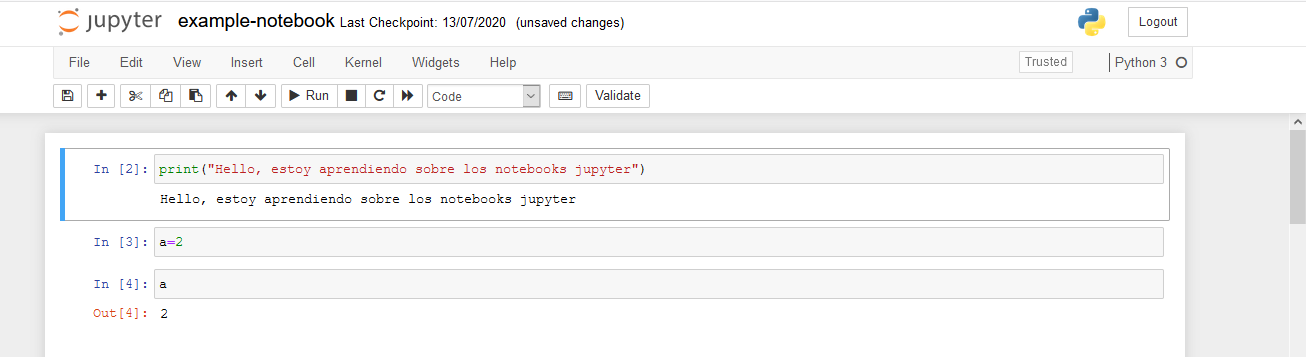 jupyter example-notebook Last Checkpoint: 13/07/2020 (unsaved changes) Logout
File Edit View Insert Cell Kernel Widgets Help Trusted Python 3
Run Code Validate
In [2]: print("Hello, estoy aprendiendo sobre los notebooks jupyter")
Hello, estoy aprendiendo sobre los notebooks jupyter
In [3]: a=2
In [4]: a
Out[4]: 2